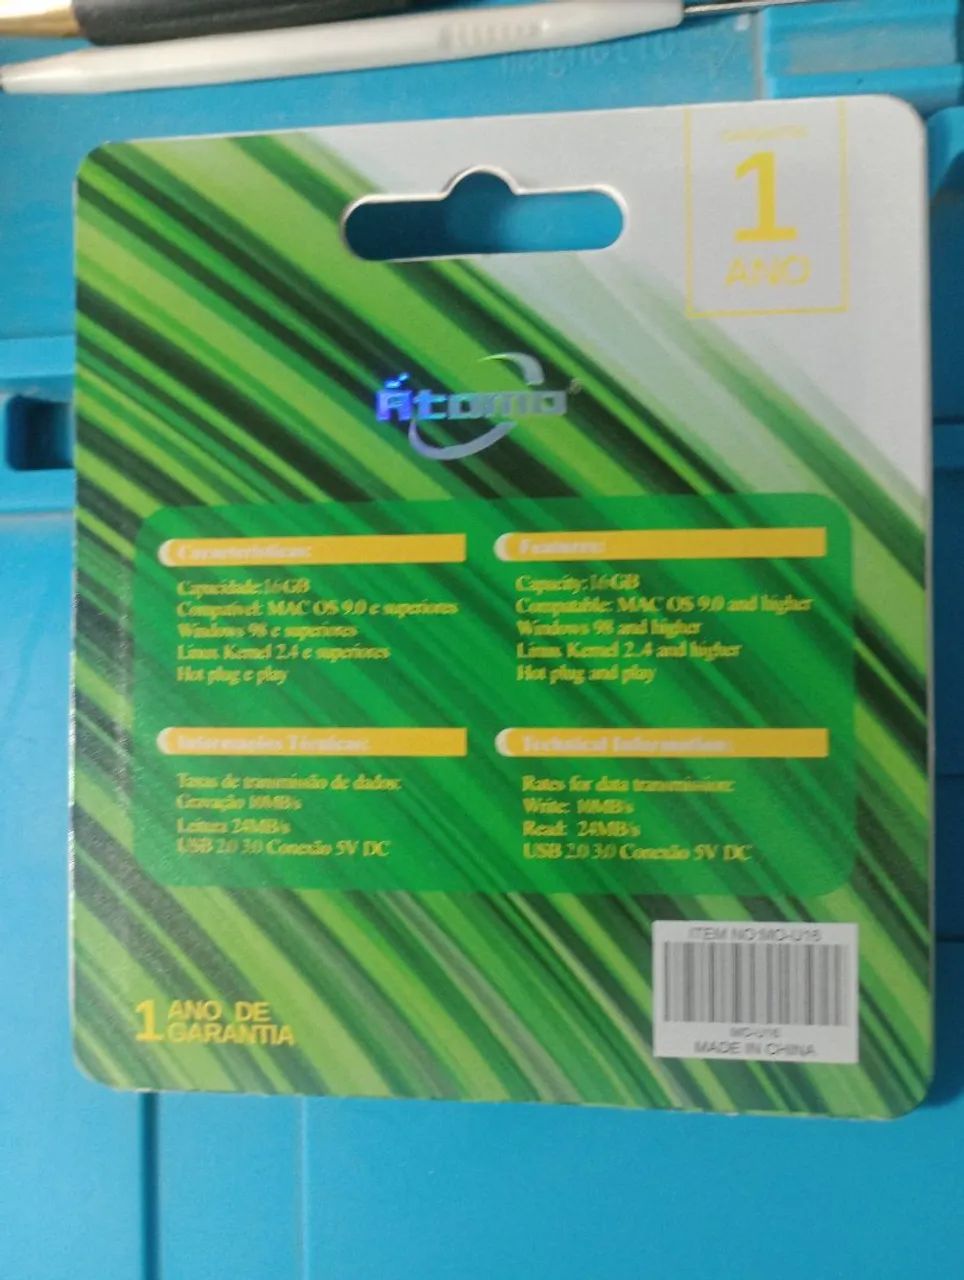 GARANTIA
1
ANO
Átomo
Características:
Capacidade:16GB
Compatível: MAC OS 9.0 e superiores
Windows 98 e superiores
Linux Kernel 2.4 e superiores
Hot plug e play
Features:
Capacity:16GB
Compatable: MAC OS 9.0 and higher
Windows 98 and higher
Linux Kernel 2.4 and higher
Hot plug and play
Informações Técnicas:
Taxas de transmissão de dados:
Gravação 10MB/s
Leitura 24MB/s
USB 2.0 3.0 Conexão 5V DC
Technical Information:
Rates for data transmission:
Write: 10MB/s
Read: 24MB/s
USB 2.0 3.0 Conexão 5V DC
1 ANO DE
GARANTIA
ITEM NO:MO-U16
MO-U16
MADE IN CHINA